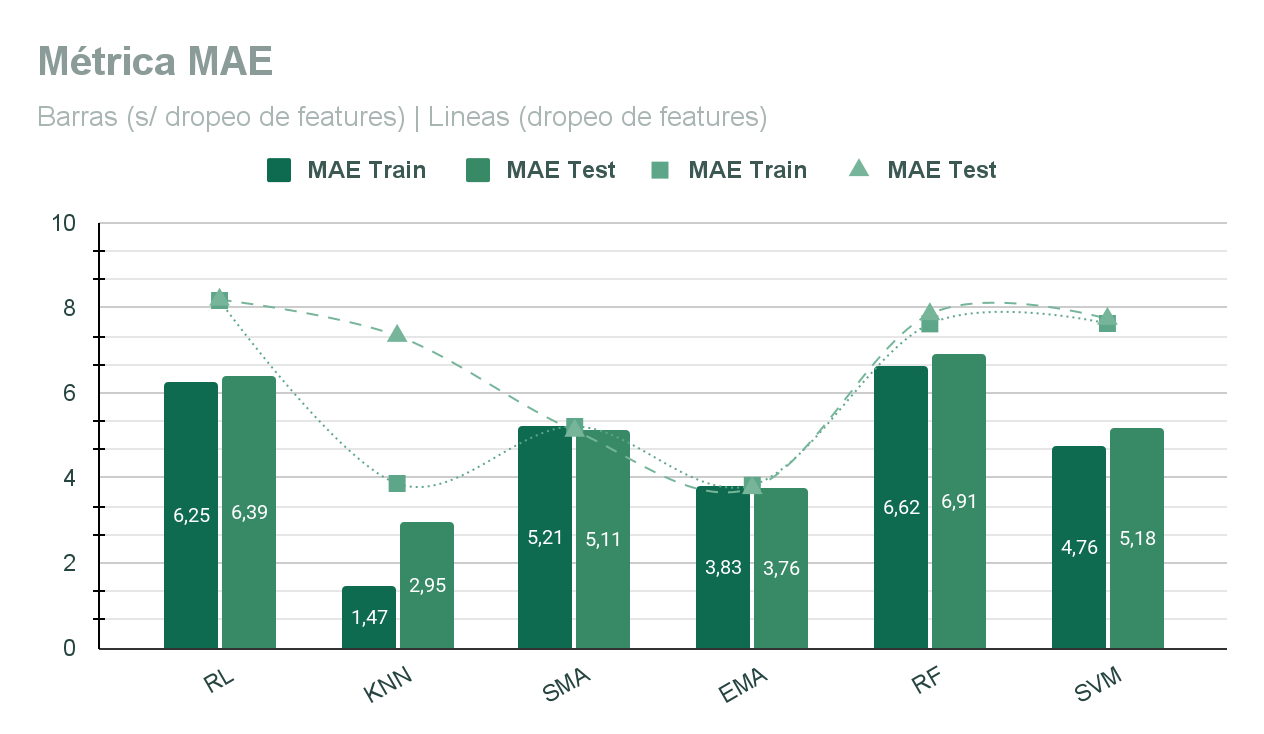 Métrica MAE
Barras (s/ dropeo de features) | Lineas (dropeo de features)
MAE Train MAE Test MAE Train MAE Test
10
8
6
4
2
0
6,25 6,39 1,47 2,95 5,21 5,11 3,83 3,76 6,62 6,91 4,76 5,18
RL KNN SMA EMA RF SVM